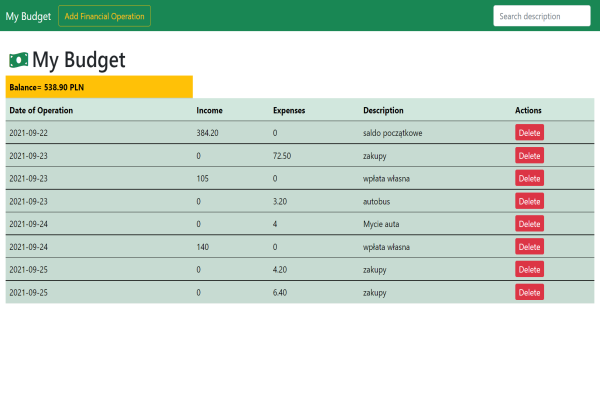 My Budget Add Financial Operation Search description
My Budget
Balance= 538.90 PLN
Date of Operation Income Expenses Description Actions
2021-09-22 384.20 0 saldo początkowe Delete
2021-09-23 0 72.50 zakupy Delete
2021-09-23 105 0 wpłata własna Delete
2021-09-23 0 3.20 autobus Delete
2021-09-24 0 4 Mycie auta Delete
2021-09-24 140 0 wpłata własna Delete
2021-09-25 0 4.20 zakupy Delete
2021-09-25 0 6.40 zakupy Delete